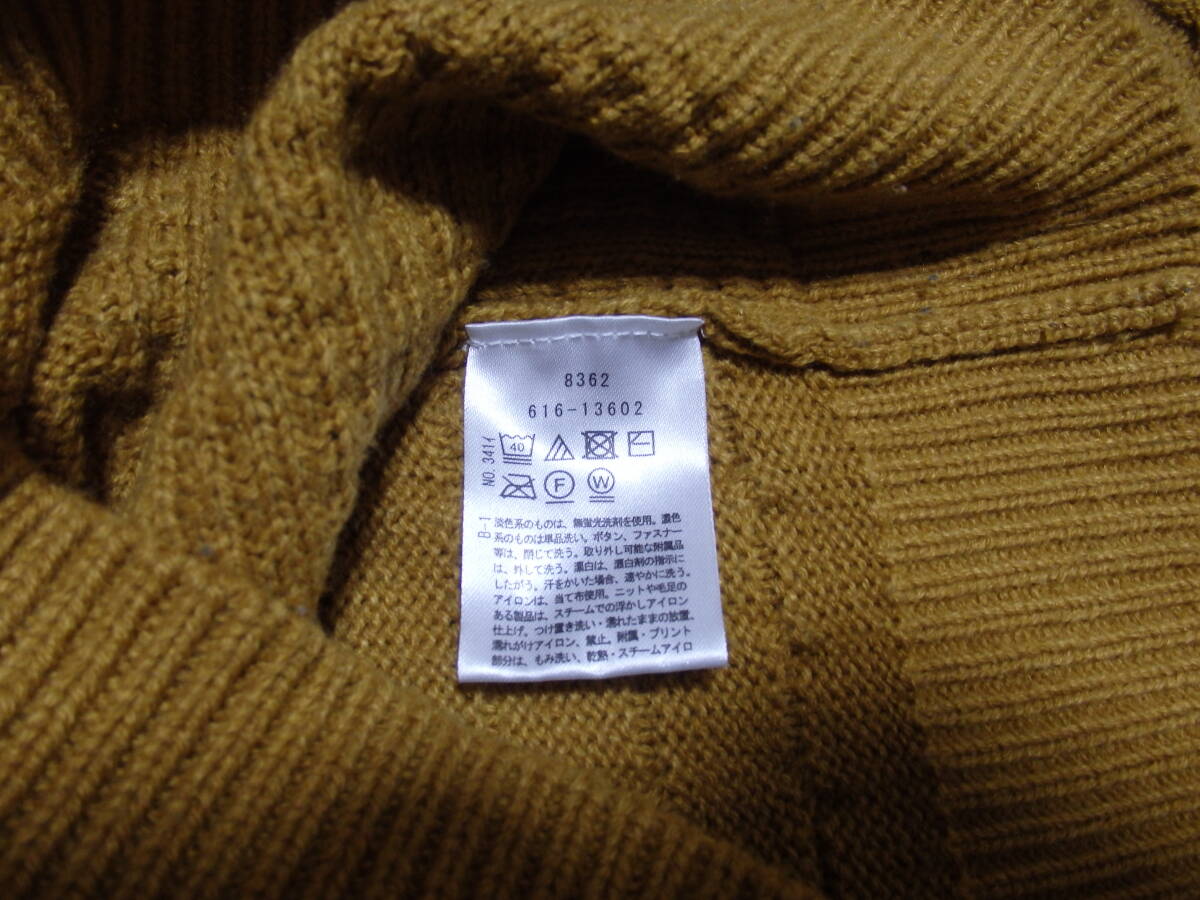 8362
616-13602
NO. 3414
40
F W
B-1
淡色系のものは、無蛍光洗剤を使用。濃色
系のものは単品洗い。ボタン、ファスナー
等は、閉じて洗う。取り外し可能な附属品
は、外して洗う。漂白は、漂白剤の指示に
したがう。汗をかいた場合、速やかに洗う。
アイロンは、当て布使用。ニットや毛足の
ある製品は、スチームでの浮かしアイロン
仕上げ。つけ置き洗い・濡れたままの放置、
濡れがけアイロン、禁止。附属・プリント
部分は、もみ洗い、乾熱・スチームアイロ